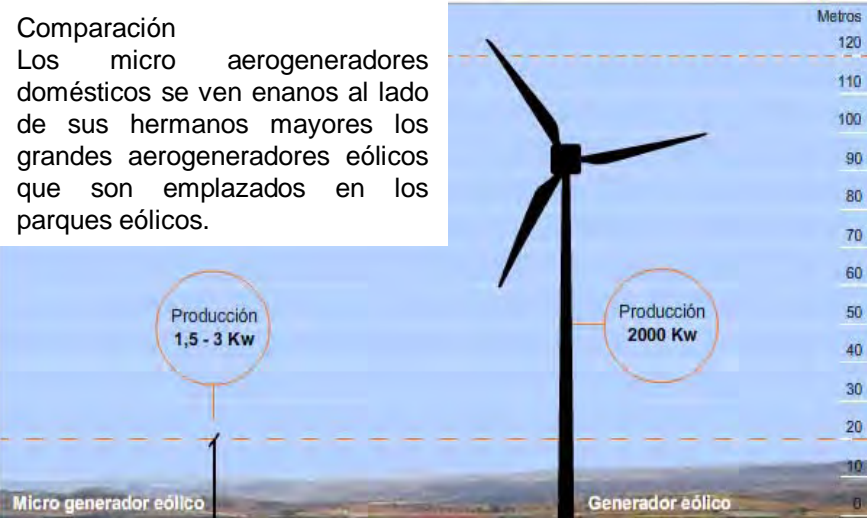 Comparación
Los micro aerogeneradores
domésticos se ven enanos al lado
de sus hermanos mayores los
grandes aerogeneradores eólicos
que son emplazados en los
parques eólicos.
Metros
120
110
100
90
80
70
60
50
40
30
20
10
0
Producción
1,5 - 3 Kw
Producción
2000 Kw
Micro generador eólico
Generador eólico